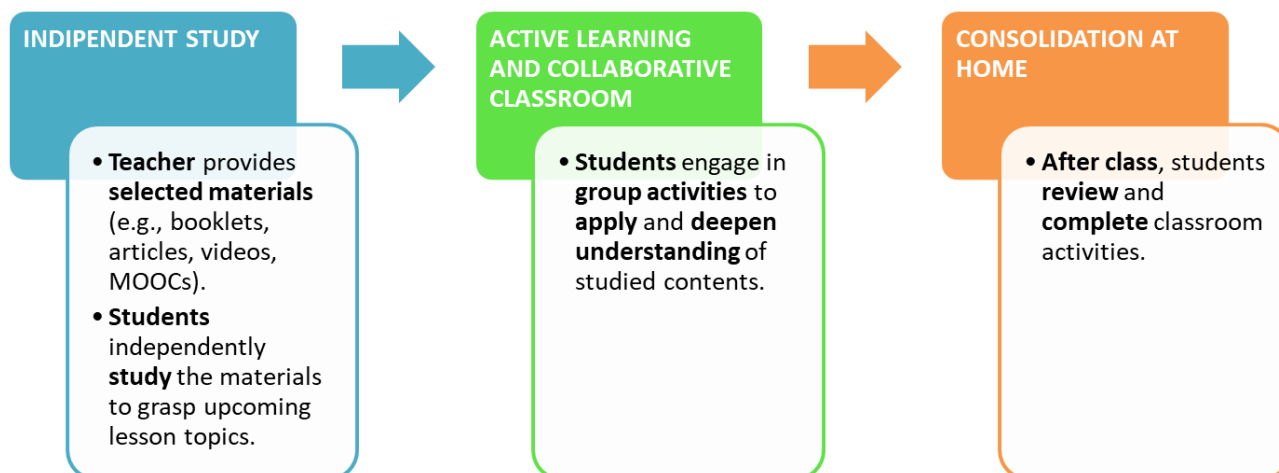 INDIPENDENT STUDY
• Teacher provides
selected materials
(e.g., booklets,
articles, videos,
MOOCs).
• Students
independently
study the materials
to grasp upcoming
lesson topics.
ACTIVE LEARNING
AND COLLABORATIVE
CLASSROOM
• Students engage in
group activities to
apply and deepen
understanding of
studied contents.
CONSOLIDATION AT
HOME
• After class, students
review and
complete classroom
activities.